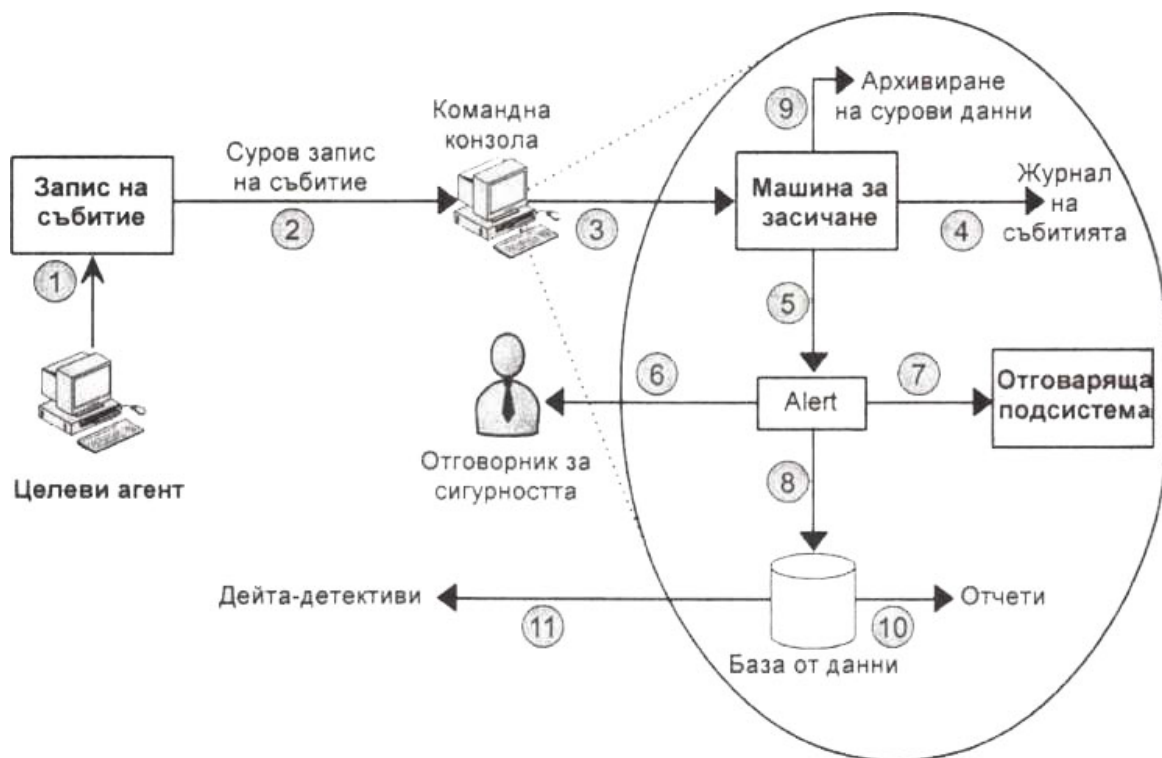 Архивиране
на сурови данни
9
Командна
конзола
Суров запис
на събитие
Запис на
събитие
Машина за
засичане
Журнал
на
събитията
1
2
3
4
5
6
Alert
7
Отговаряща
подсистема
Отговорник за
сигурността
Целеви агент
8
Дейта-детективи
11
10
Отчети
База от данни